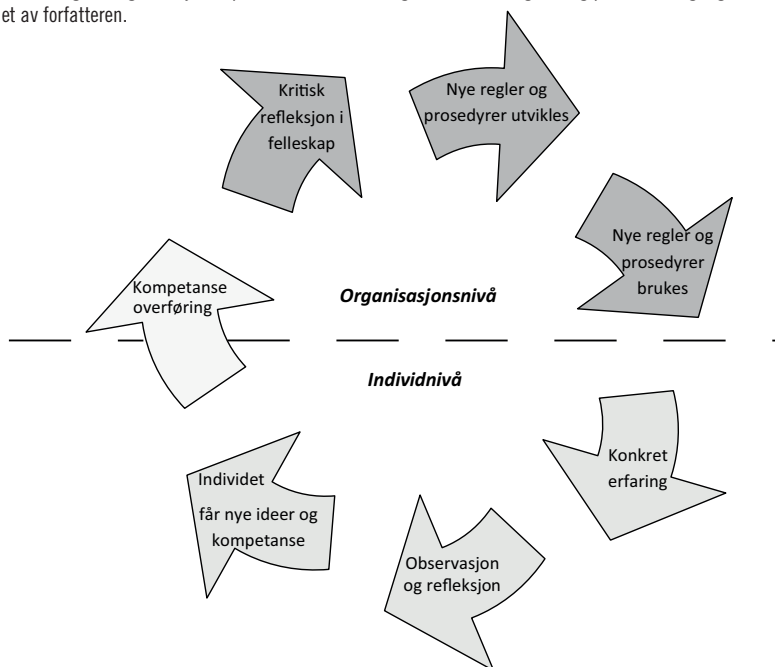 et av forfatteren.
Kritisk
refleksjon i
felleskap
Nye regler og
prosedyrer utvikles
Nye regler og
prosedyrer
brukes
Kompetanse
overføring
Organisasjonsnivå
Individnivå
Konkret
erfaring
Observasjon
og refleksjon
Individet
får nye ideer og
kompetanse